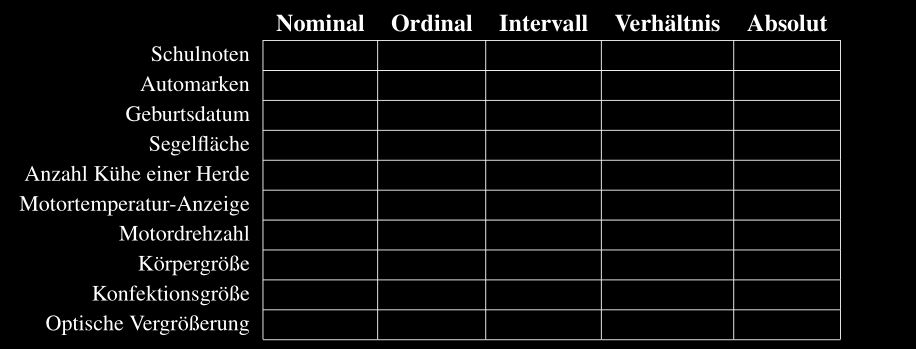 Nominal Ordinal Intervall Verhältnis Absolut
Schulnoten
Automarken
Geburtsdatum
Segelfläche
Anzahl Kühe einer Herde
Motortemperatur-Anzeige
Motordrehzahl
Körpergröße
Konfektionsgröße
Optische Vergrößerung